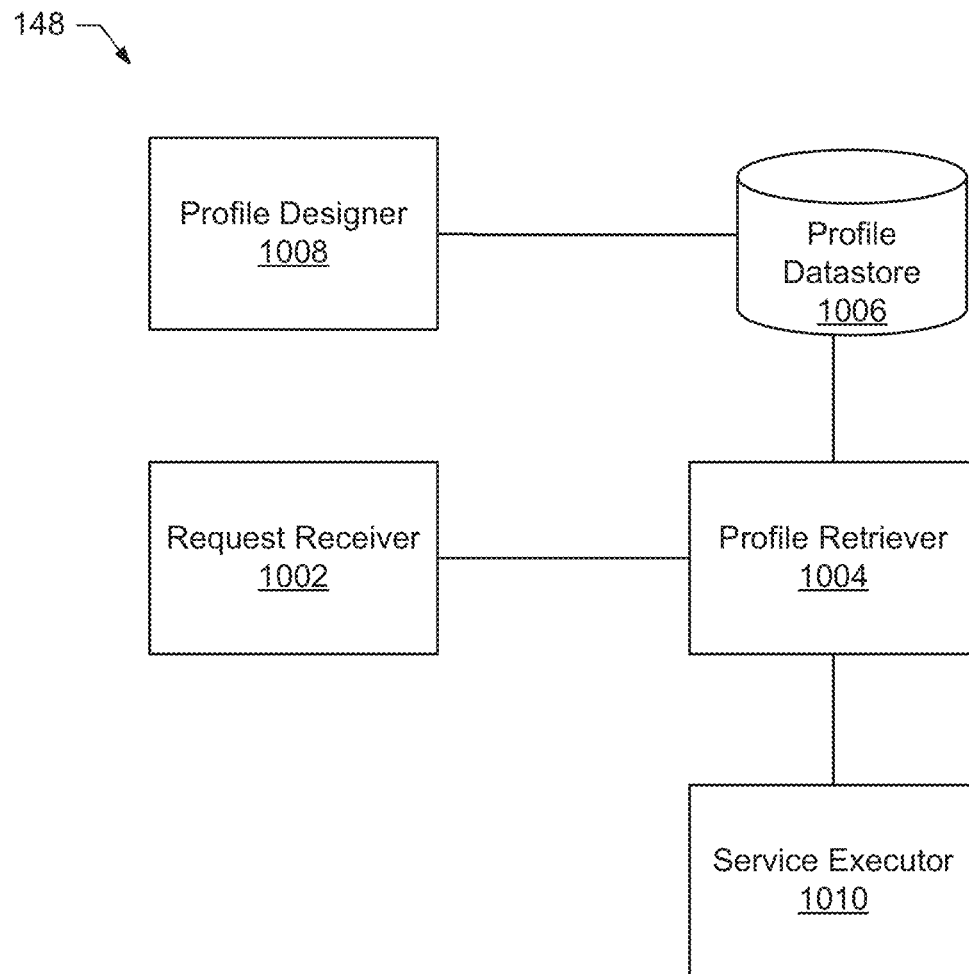 148
Profile Designer
1008
Profile
Datastore
1006
Request Receiver
1002
Profile Retriever
1004
Service Executor
1010